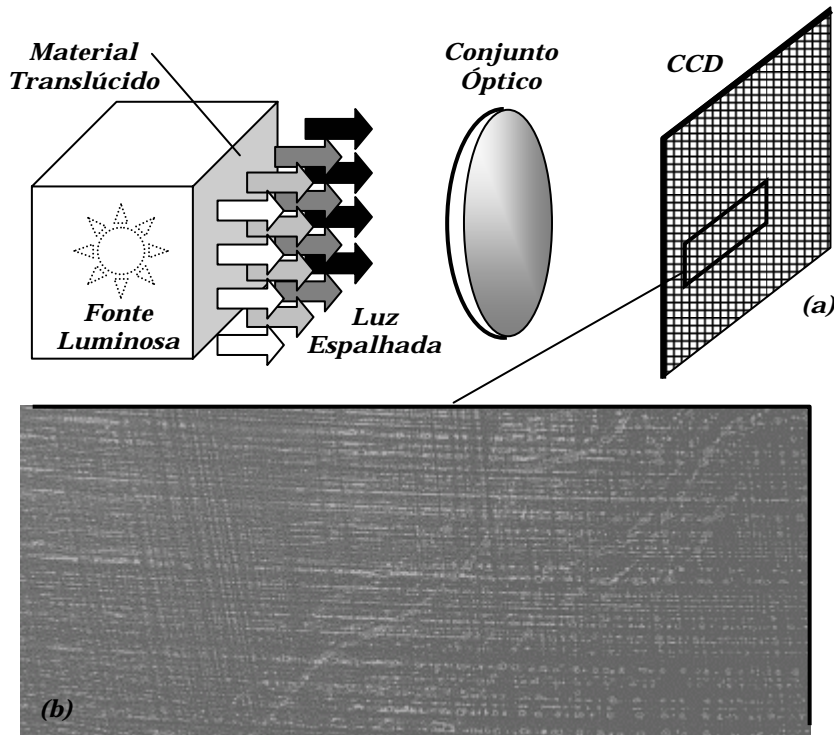 Material
Translúcido
Conjunto
Óptico
CCD
Fonte
Luminosa
Luz
Espalhada
(a)
(b)